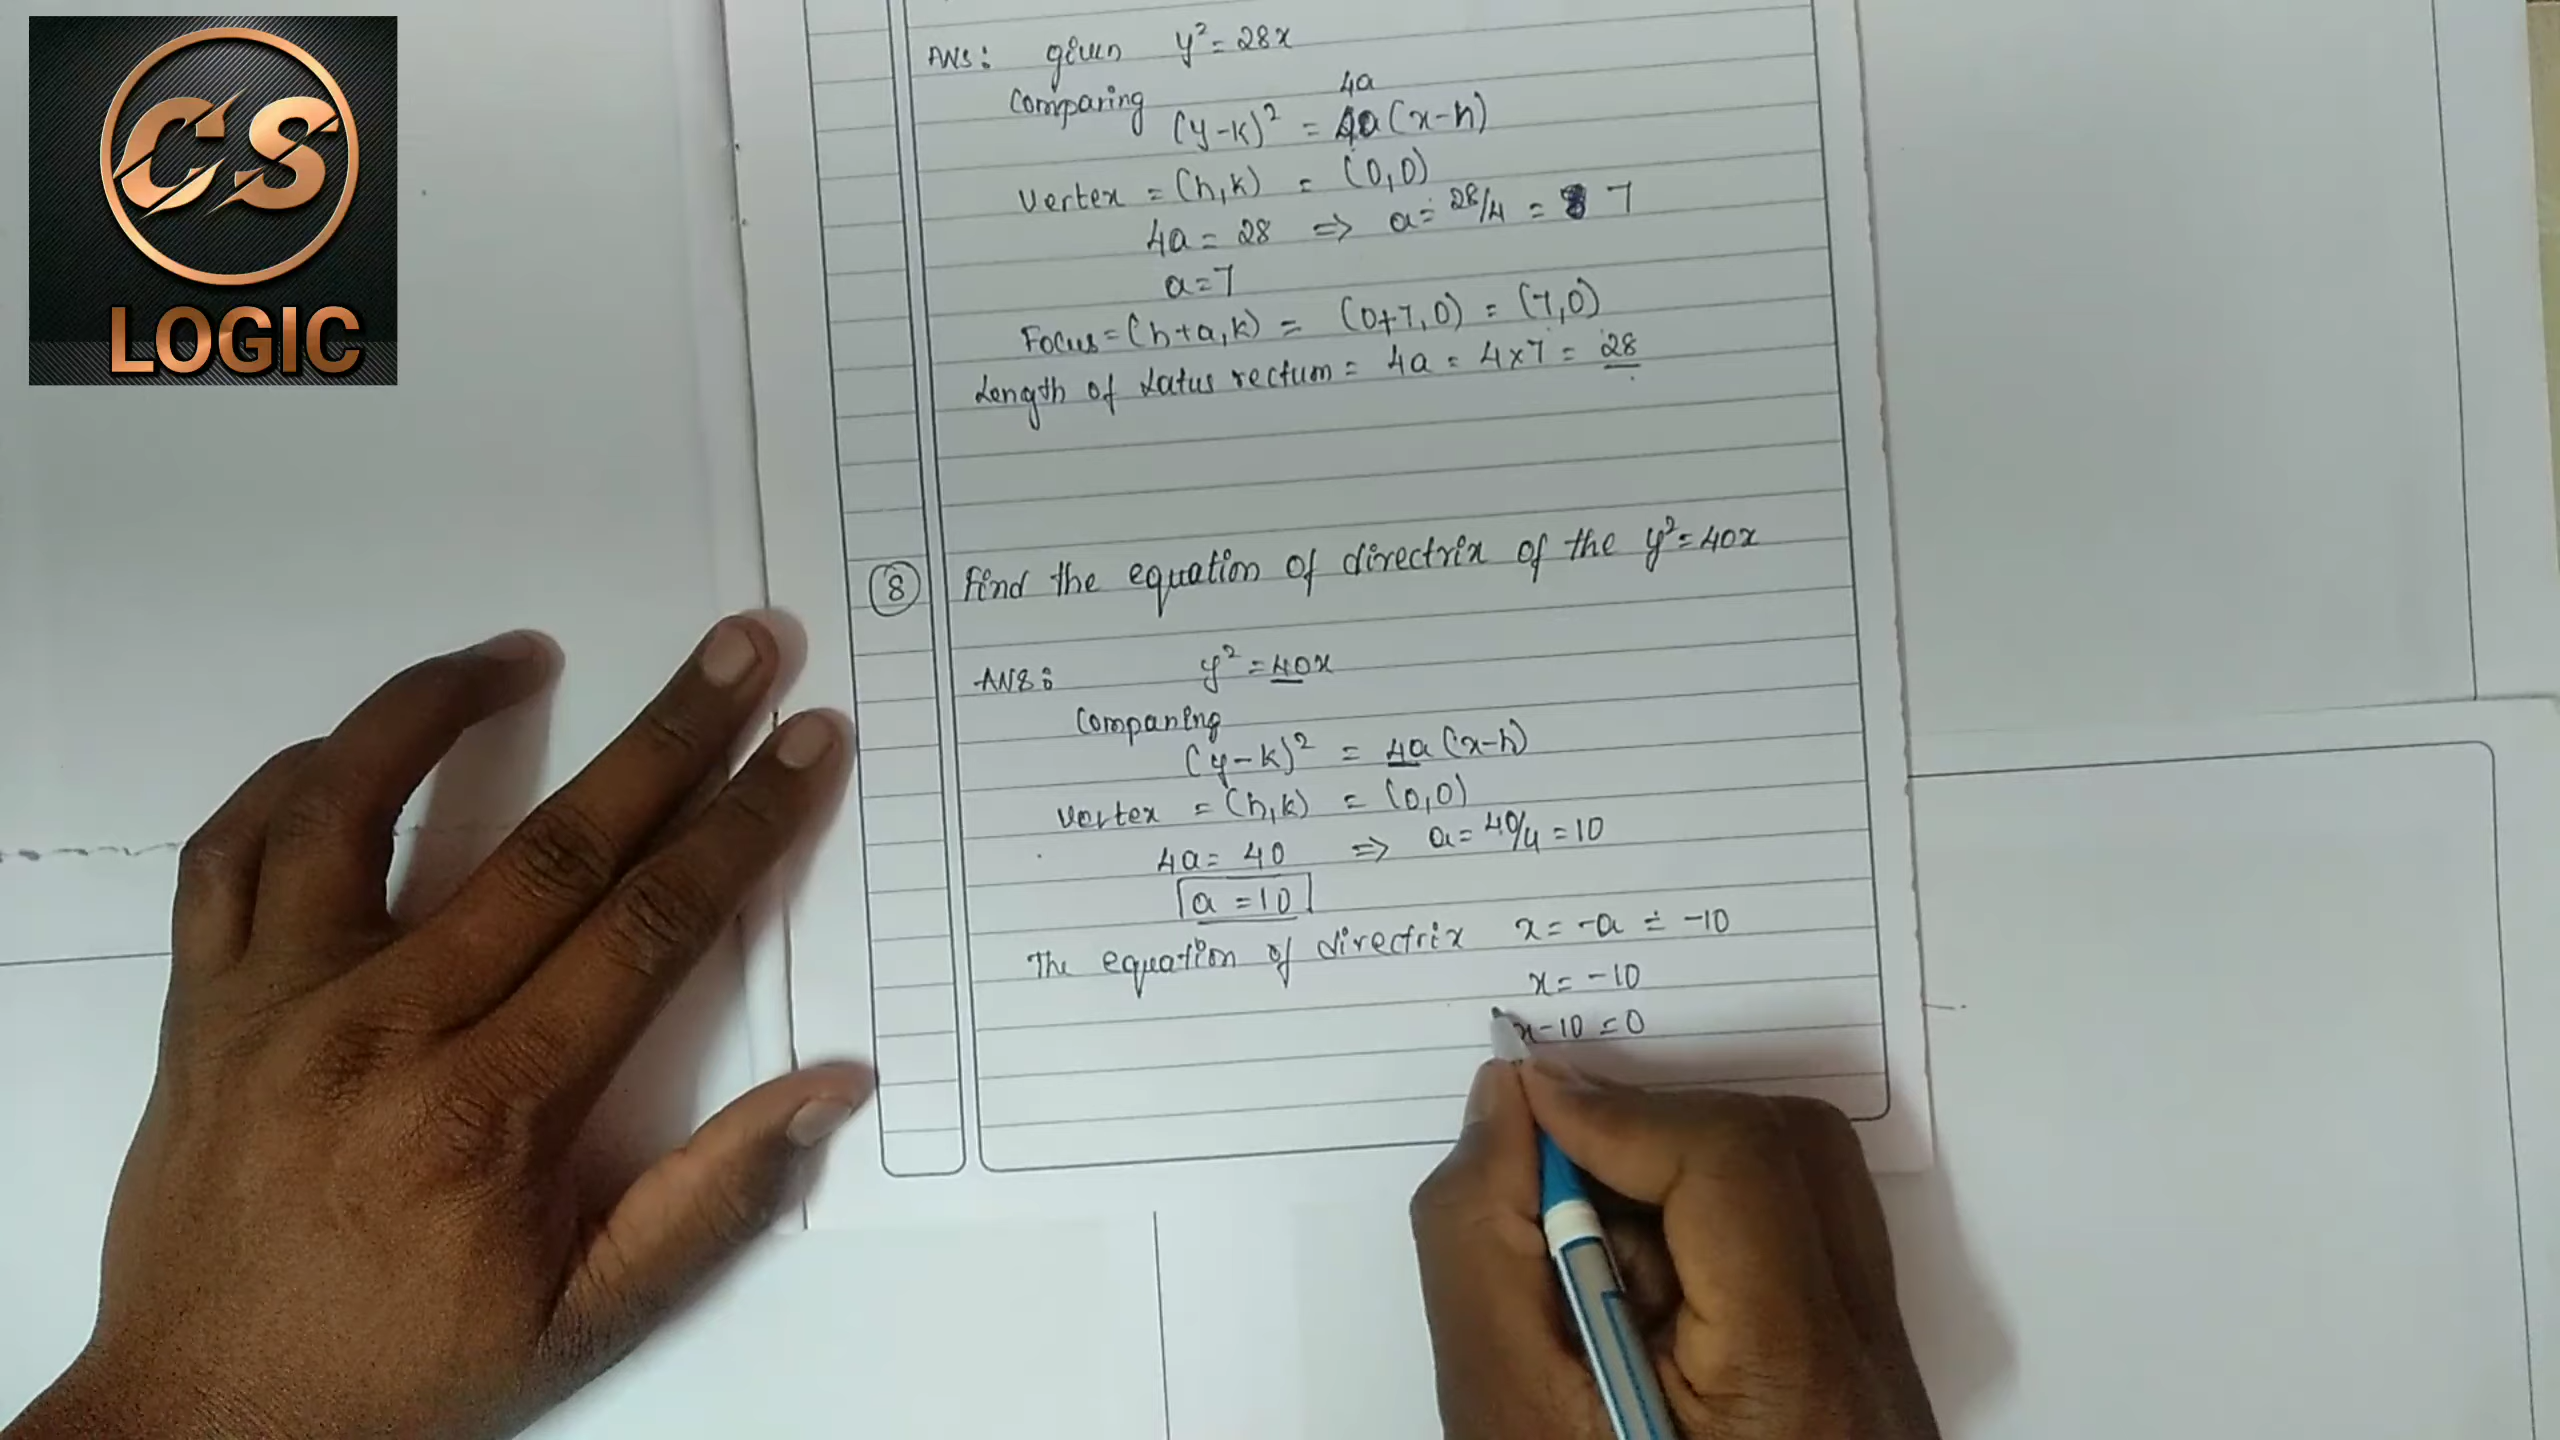 CS
LOGIC
ANS: given y² = 28x
4a
Comparing (y-k)² = 4a(x-h)
Vertex = (h,k) = (0,0)
4a = 28 ⇒ a = 28/4 = 7
a=7
Focus = (h+a,k) = (0+7,0) = (7,0)
Length of Latus rectum = 4a = 4×7 = 28
8 Find the equation of directrix of the y²=40x
ANS: y² = 40x
Comparing
(y-k)² = 4a(x-h)
Vertex = (h,k) = (0,0)
4a = 40 ⇒ a = 40/4 = 10
a = 10
The equation of directrix x = -a = -10
x = -10
x-10 = 0